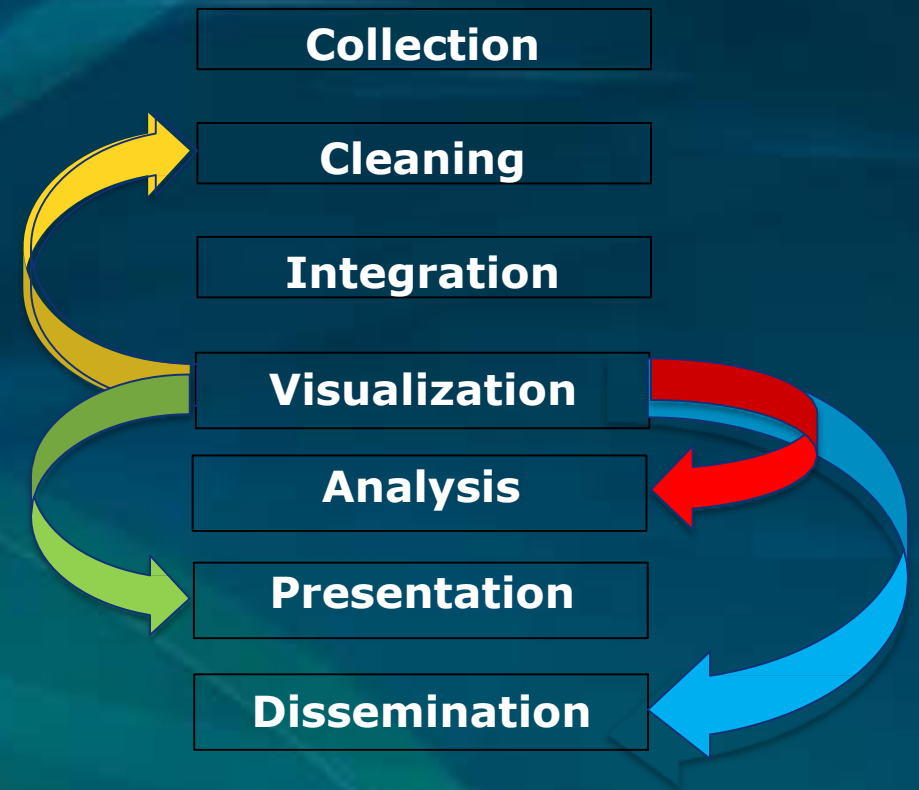 Collection
Cleaning
Integration
Visualization
Analysis
Presentation
Dissemination